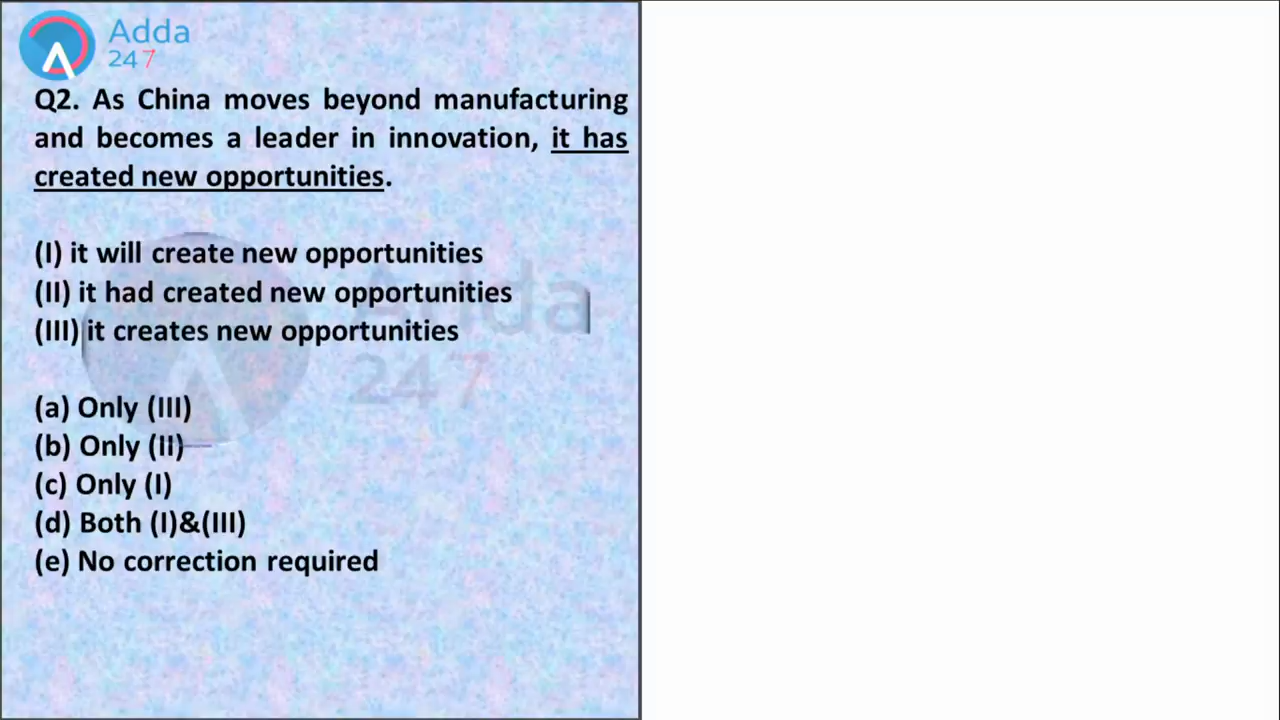 Adda
247
Q2. As China moves beyond manufacturing
and becomes a leader in innovation, it has
created new opportunities.
(I) it will create new opportunities
(II) it had created new opportunities
(III) it creates new opportunities
Adda
247
(a) Only (III)
(b) Only (II)
(c) Only (I)
(d) Both (I)&(III)
(e) No correction required